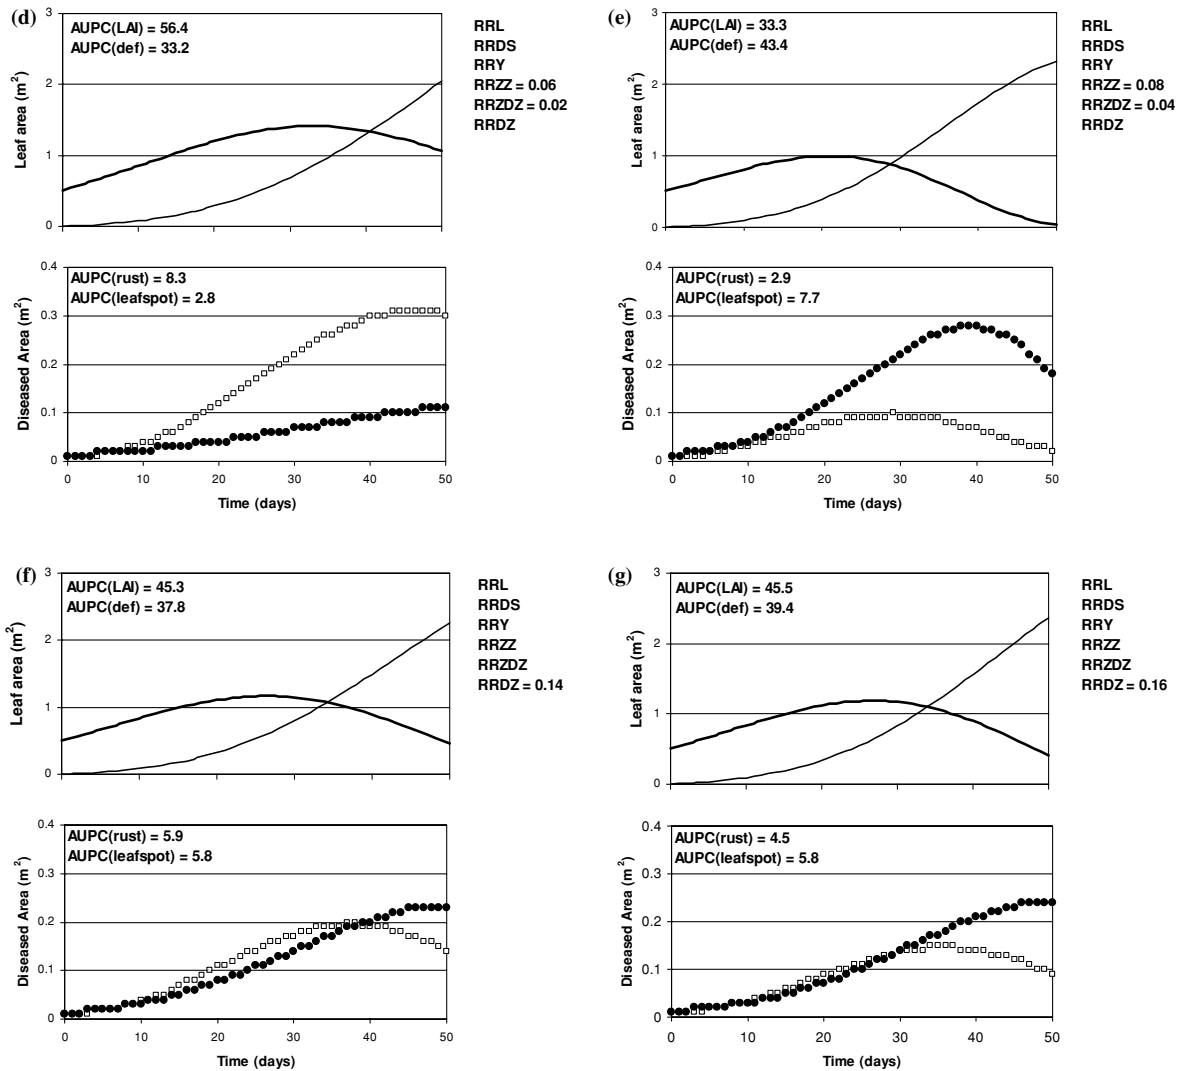 (d)
3
2
1
0
Leaf area (m²)
AUPC(LAI) = 56.4
AUPC(def) = 33.2
RRL
RRDS
RRY
RRZZ = 0.06
RRZDZ = 0.02
RRDZ
0.4
0.3
0.2
0.1
0
Diseased Area (m²)
AUPC(rust) = 8.3
AUPC(leafspot) = 2.8
0 10 20 30 40 50
Time (days)
(e)
3
2
1
0
Leaf area (m²)
AUPC(LAI) = 33.3
AUPC(def) = 43.4
RRL
RRDS
RRY
RRZZ = 0.08
RRZDZ = 0.04
RRDZ
0.4
0.3
0.2
0.1
0
Diseased Area (m²)
AUPC(rust) = 2.9
AUPC(leafspot) = 7.7
0 10 20 30 40 50
Time (days)
(f)
3
2
1
0
Leaf area (m²)
AUPC(LAI) = 45.3
AUPC(def) = 37.8
RRL
RRDS
RRY
RRZZ
RRZDZ
RRDZ = 0.14
0.4
0.3
0.2
0.1
0
Diseased Area (m²)
AUPC(rust) = 5.9
AUPC(leafspot) = 5.8
0 10 20 30 40 50
Time (days)
(g)
3
2
1
0
Leaf area (m²)
AUPC(LAI) = 45.5
AUPC(def) = 39.4
RRL
RRDS
RRY
RRZZ
RRZDZ
RRDZ = 0.16
0.4
0.3
0.2
0.1
0
Diseased Area (m²)
AUPC(rust) = 4.5
AUPC(leafspot) = 5.8
0 10 20 30 40 50
Time (days)